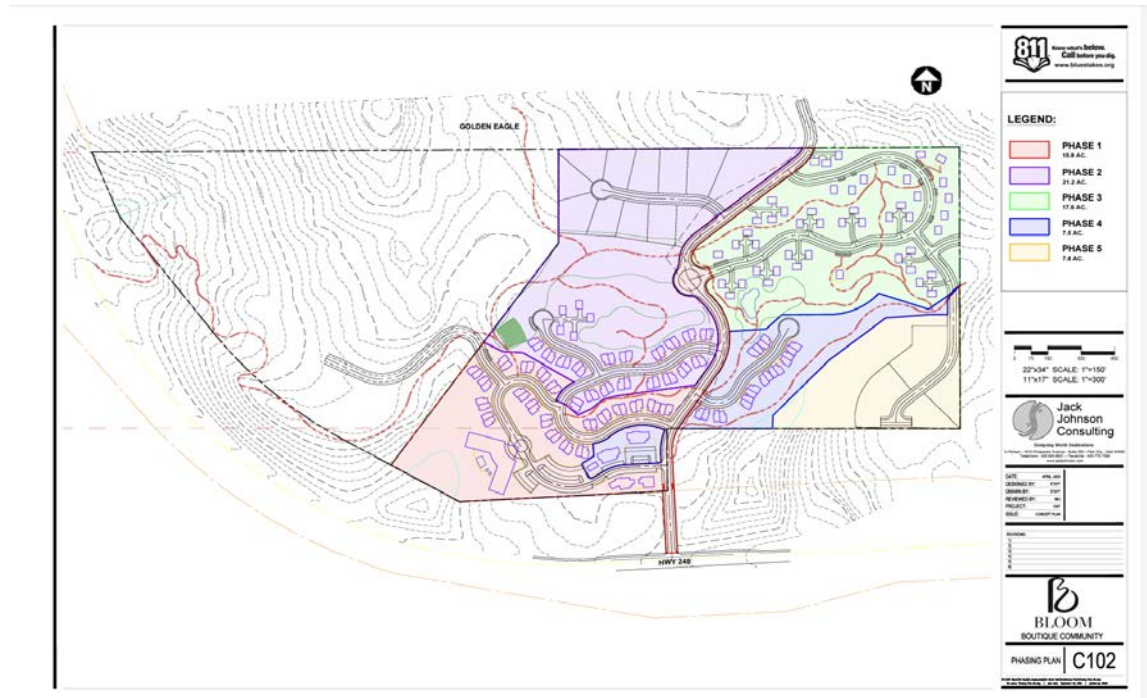 811
Know what's below.
Call before you dig.
www.bluestakes.org
N
GOLDEN EAGLE
HWY 248
LEGEND:
PHASE 1
15.8 AC.
PHASE 2
21.2 AC.
PHASE 3
17.6 AC.
PHASE 4
7.5 AC.
PHASE 5
7.8 AC.
22"x34" SCALE: 1"=150'
11"x17" SCALE: 1"=300'
Jack
Johnson
Consulting
Designing World Destinations
DATE:
DESIGNED BY:
DRAWN BY:
REVIEWED BY:
PROJECT:
ISSUE: CONCEPT PLAN
REVISIONS:
BLOOM
BOUTIQUE COMMUNITY
PHASING PLAN C102